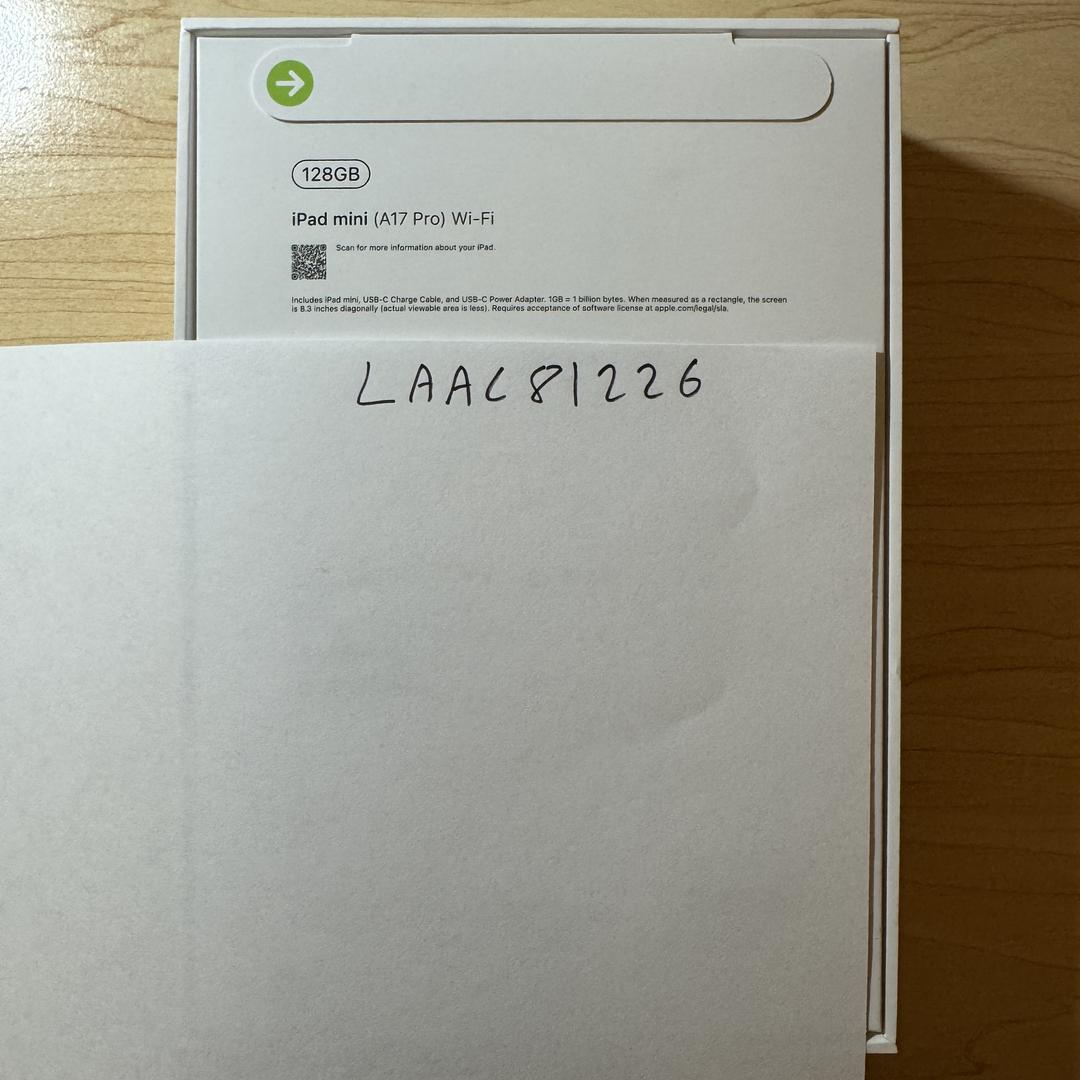 128GB
iPad mini (A17 Pro) Wi-Fi
Scan for more information about your iPad.
Includes iPad mini, USB-C Charge Cable, and USB-C Power Adapter. 1GB = 1 billion bytes. When measured as a rectangle, the screen
is 8.3 inches diagonally (actual viewable area is less). Requires acceptance of software license at apple.com/legal/sla.
LAAC81226